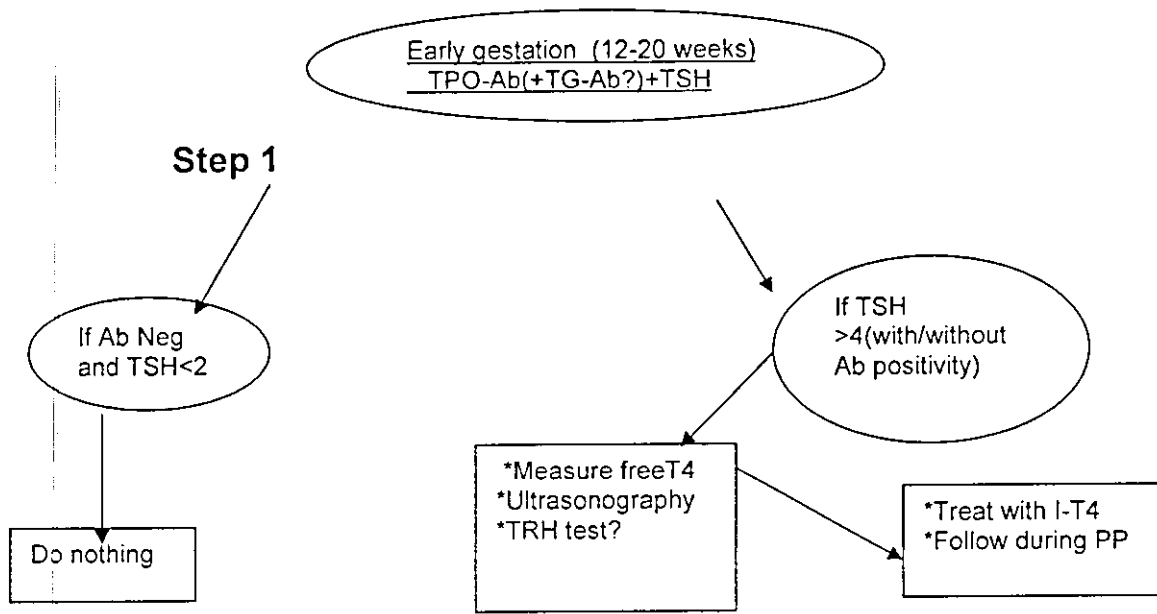 Early gestation (12-20 weeks)
TPO-Ab(+TG-Ab?)+TSH
Step 1
If Ab Neg
and TSH<2
If TSH
>4(with/without
Ab positivity)
*Measure freeT4
*Ultrasonography
*TRH test?
*Treat with l-T4
*Follow during PP
Do nothing